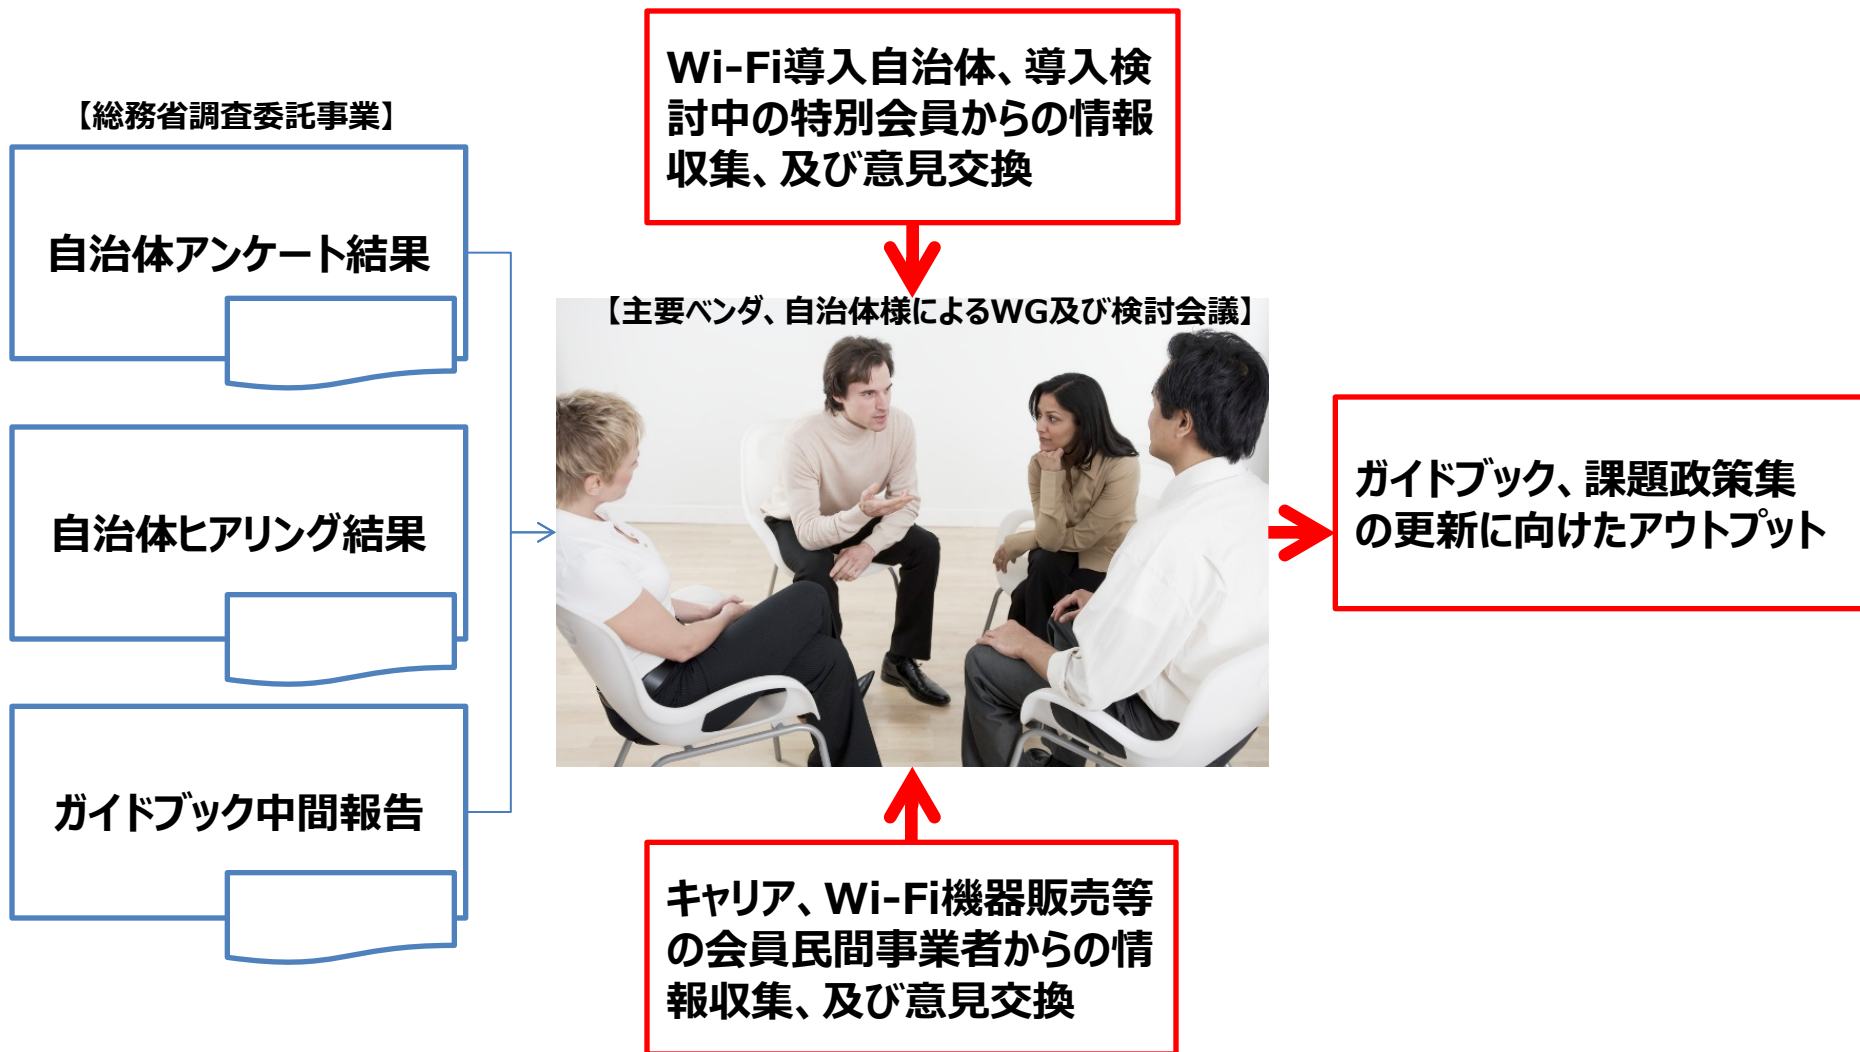 【総務省調査委託事業】
自治体アンケート結果
自治体ヒアリング結果
ガイドブック中間報告
Wi-Fi導入自治体、導入検
討中の特別会員からの情報
収集、及び意見交換
【主要ベンダ、自治体様によるWG及び検討会議】
キャリア、Wi-Fi機器販売等
の会員民間事業者からの情
報収集、及び意見交換
ガイドブック、課題政策集
の更新に向けたアウトプット